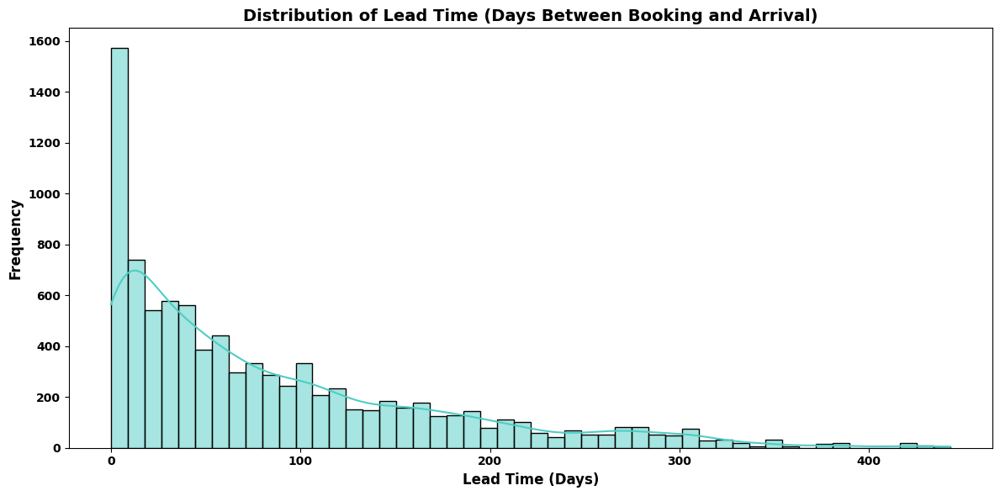 Distribution of Lead Time (Days Between Booking and Arrival)
1600
1400
1200
1000
800
600
400
200
0
Frequency
0 100 200 300 400
Lead Time (Days)